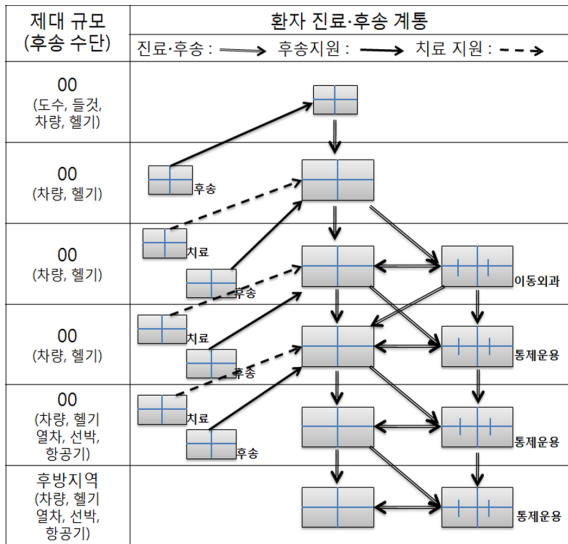 제대 규모
(후송 수단)
환자 진료·후송 계통
진료·후송 :
후송지원 :
치료 지원 :
00
(도수, 들것,
차량, 헬기)
00
(차량, 헬기)
후송
00
(차량, 헬기)
치료
후송
이동외과
00
(차량, 헬기)
치료
후송
통제운용
00
(차량, 헬기
열차, 선박,
항공기)
치료
후송
통제운용
후방지역
(차량, 헬기
열차, 선박,
항공기)
통제운용